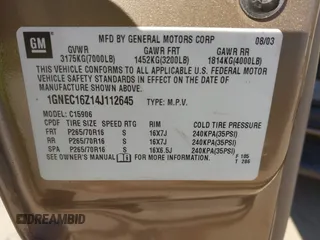 GM
MFD BY GENERAL MOTORS CORP 08/03
GVWR GAWR FRT GAWR RR
3175KG(7000LB) 1452KG(3200LB) 1814KG(4000LB)
THIS VEHICLE CONFORMS TO ALL APPLICABLE U.S. FEDERAL MOTOR
VEHICLE SAFETY STANDARDS IN EFFECT ON THE DATE OF
MANUFACTURE SHOWN ABOVE.
1GNEC16Z14J112645 TYPE: M.P.V.
MODEL: C15906
CPDT TIRE SIZE SPEED RTG RIM COLD TIRE PRESSURE
FRT P265/70R16 S 16X7J 240KPA(35PSI)
RR P265/70R16 S 16X7J 240KPA(35PSI)
SPA P265/70R16 S 16X6.5J 240KPA(35PSI)
SEE OWNER'S MANUAL FOR MORE INFORMATION.
DREAMBID